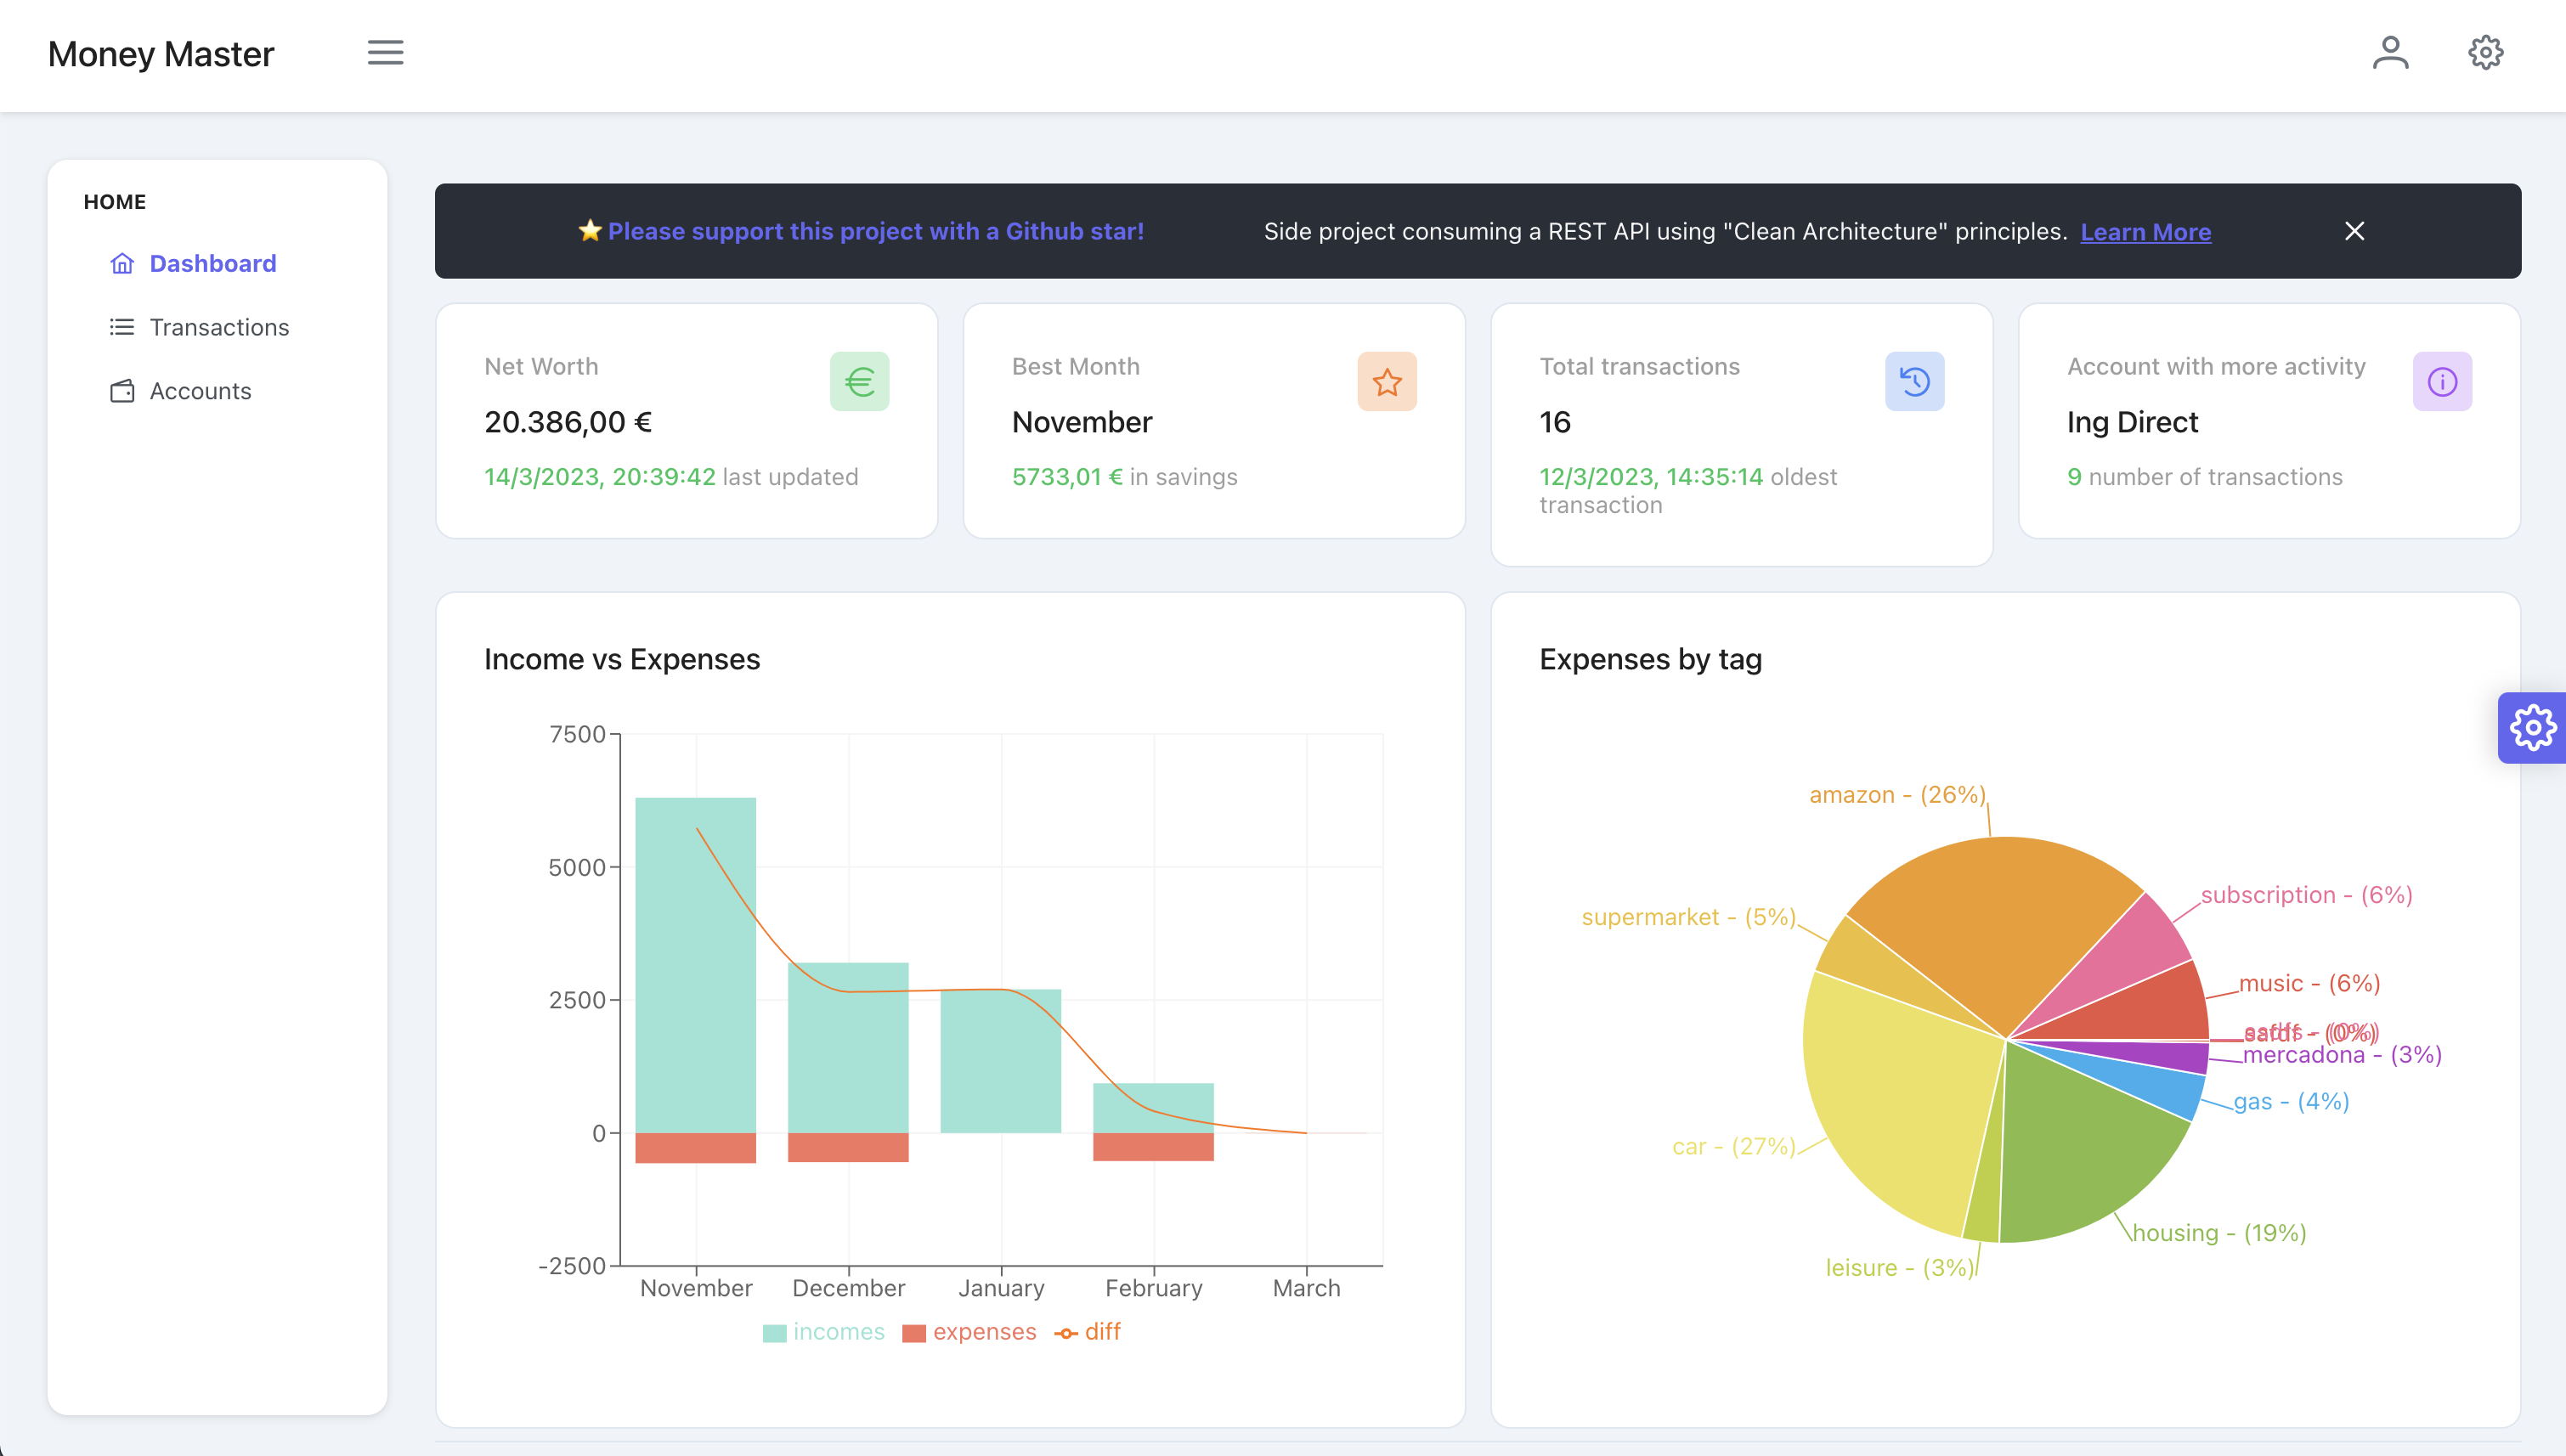 Money Master
HOME
Dashboard
Transactions
Accounts
⭐ Please support this project with a Github star!
Side project consuming a REST API using "Clean Architecture" principles. Learn More
Net Worth
20.386,00 €
14/3/2023, 20:39:42 last updated
Best Month
November
5733,01 € in savings
Total transactions
16
12/3/2023, 14:35:14 oldest
transaction
Account with more activity
Ing Direct
9 number of transactions
Income vs Expenses
7500
5000
2500
0
-2500
November December January February March
incomes expenses diff
Expenses by tag
amazon - (26%)
subscription - (6%)
supermarket - (5%)
music - (6%)
mercadona - (3%)
gas - (4%)
car - (27%)
housing - (19%)
leisure - (3%)